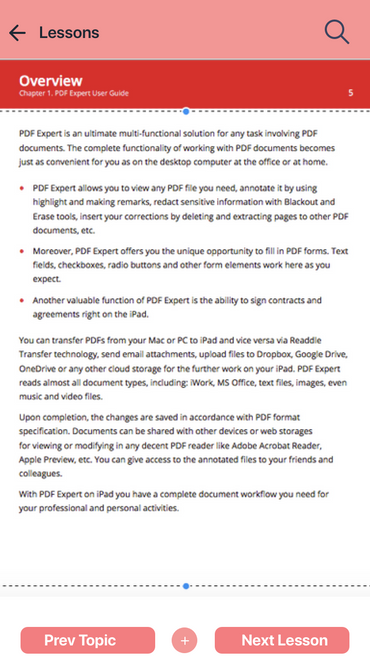 Lessons
Overview
Chapter 1. PDF Expert User Guide
5
PDF Expert is an ultimate multi-functional solution for any task involving PDF
documents. The complete functionality of working with PDF documents becomes
just as convenient for you as on the desktop computer at the office or at home.
• PDF Expert allows you to view any PDF file you need, annotate it by using
highlight and making remarks, redact sensitive information with Blackout and
Erase tools, insert your corrections by deleting and extracting pages to other PDF
documents, etc.
• Moreover, PDF Expert offers you the unique opportunity to fill in PDF forms. Text
fields, checkboxes, radio buttons and other form elements work here as you
expect.
• Another valuable function of PDF Expert is the ability to sign contracts and
agreements right on the iPad.
You can transfer PDFs from your Mac or PC to iPad and vice versa via Readdle
Transfer technology, send email attachments, upload files to Dropbox, Google Drive,
OneDrive or any other cloud storage for the further work on your iPad. PDF Expert
reads almost all document types, including: iWork, MS Office, text files, images, even
music and video files.
Upon completion, the changes are saved in accordance with PDF format
specification. Documents can be shared with other devices or web storages
for viewing or modifying in any decent PDF reader like Adobe Acrobat Reader,
Apple Preview, etc. You can give access to the annotated files to your friends and
colleagues.
With PDF Expert on iPad you have a complete document workflow you need for
your professional and personal activities.
Prev Topic
+
Next Lesson